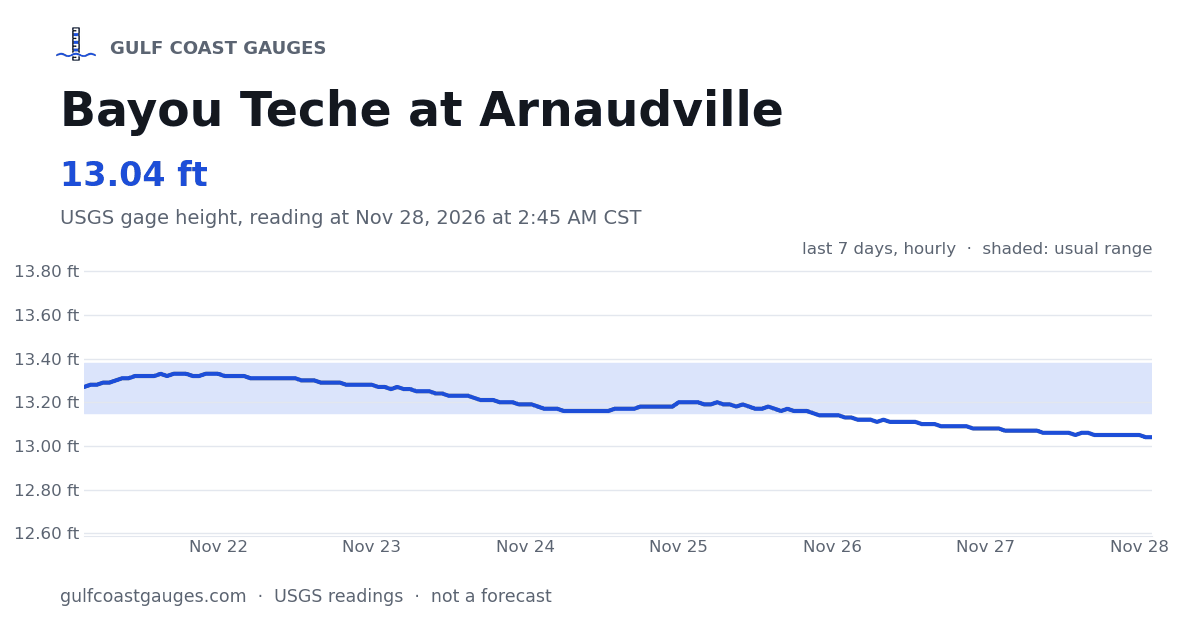 GULF COAST GAUGES
Bayou Teche at Arnaudville
13.04 ft
USGS gage height, reading at Nov 28, 2026 at 2:45 AM CST
last 7 days, hourly · shaded: usual range
13.80 ft
13.60 ft
13.40 ft
13.20 ft
13.00 ft
12.80 ft
12.60 ft
Nov 22 Nov 23 Nov 24 Nov 25 Nov 26 Nov 27 Nov 28
gulfcoastgauges.com · USGS readings · not a forecast